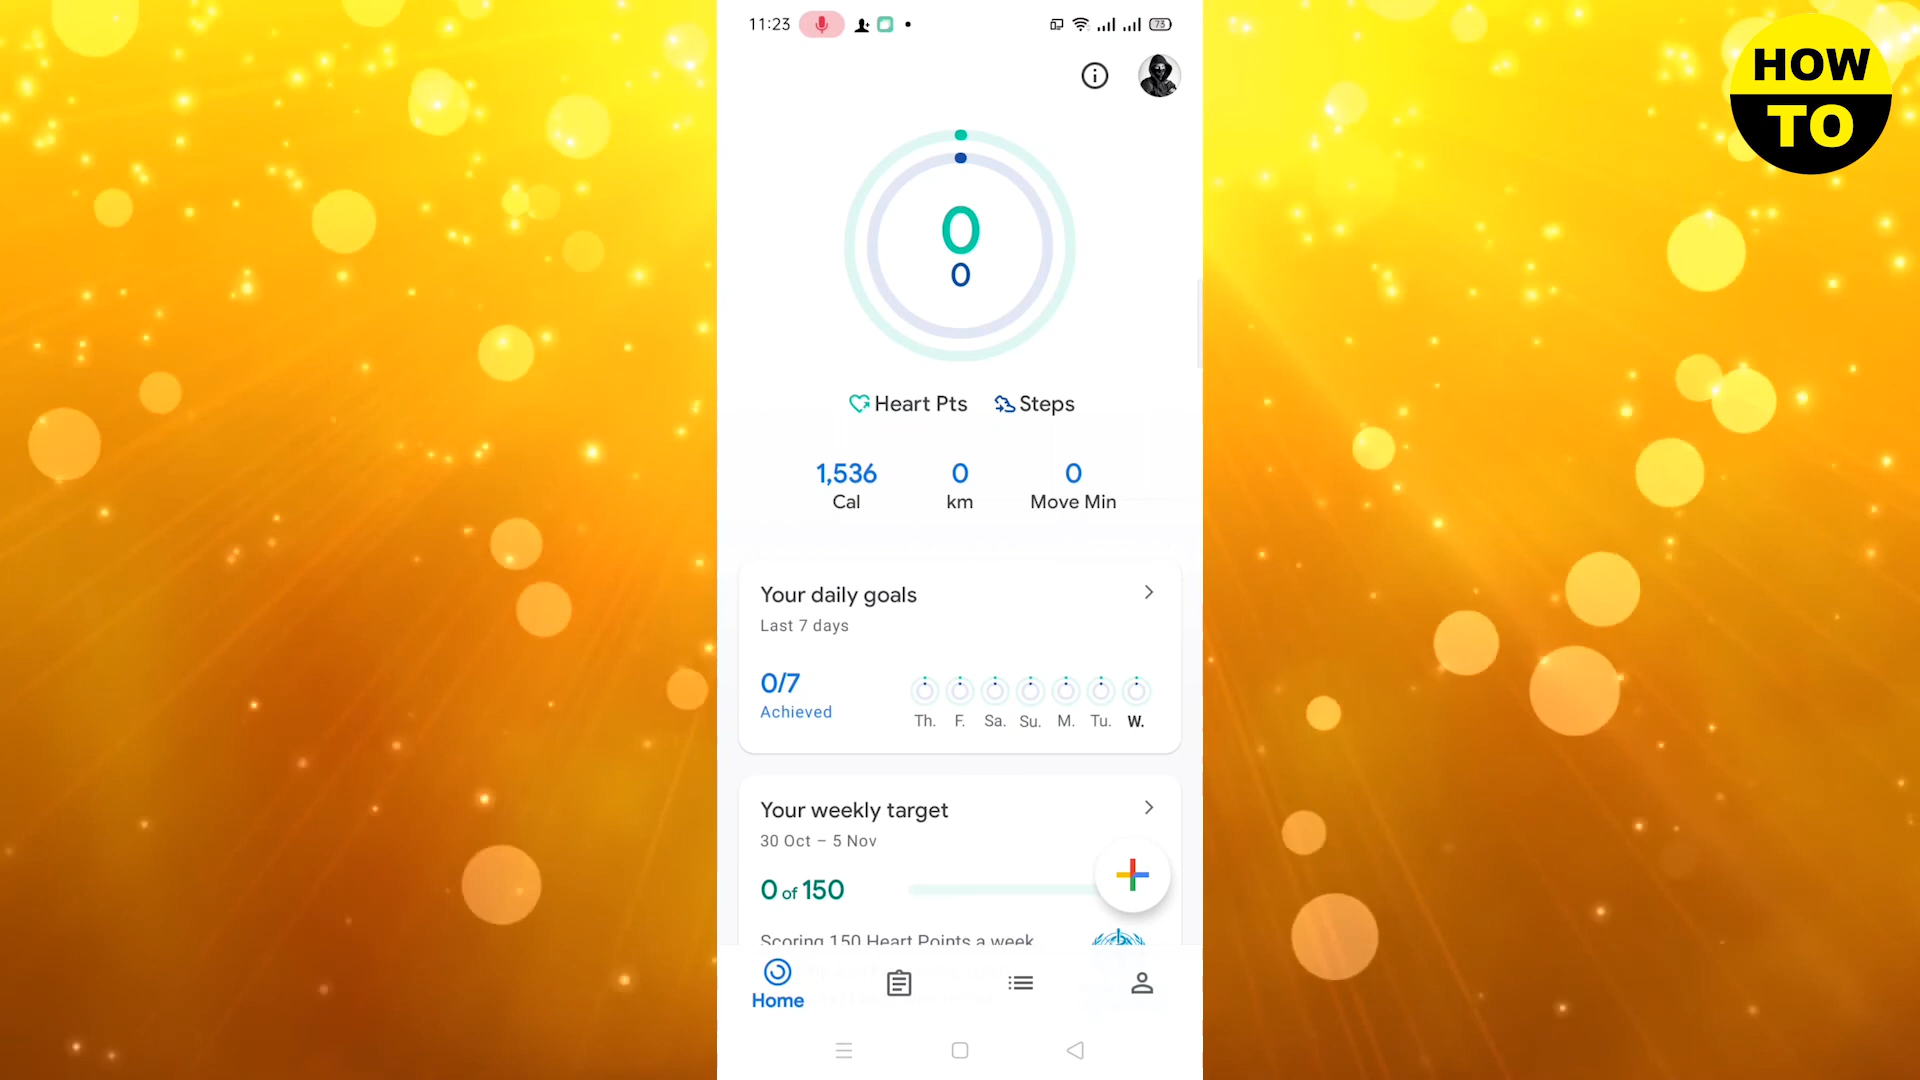 11:23
73
HOW
TO
0
0
Heart Pts Steps
1,536 0 0
Cal km Move Min
Your daily goals
Last 7 days
0/7
Achieved
Th. F. Sa. Su. M. Tu. W.
Your weekly target
30 Oct – 5 Nov
0 of 150
Scoring 150 Heart Points a week
Home